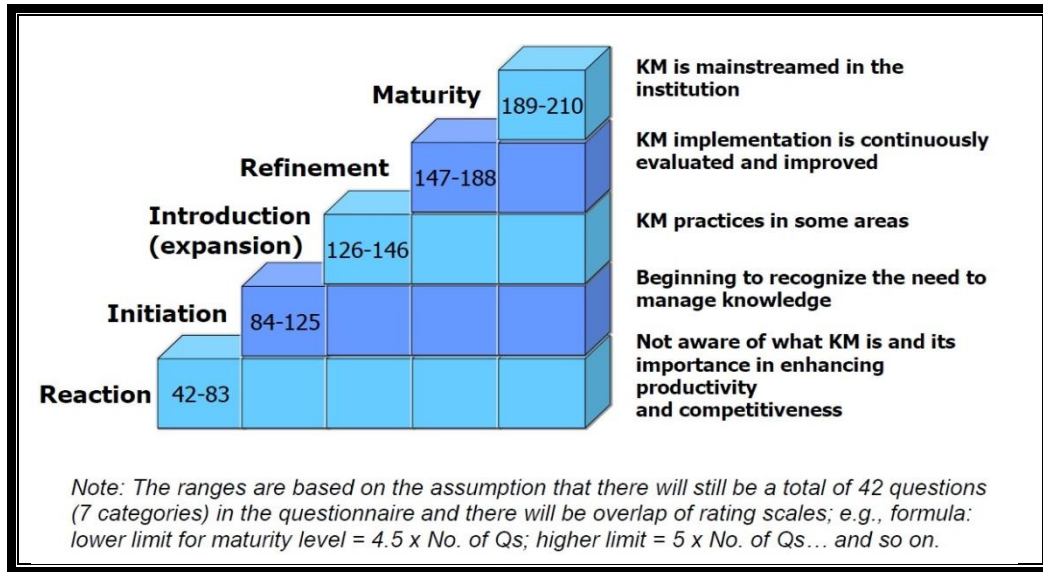 Maturity
189-210
KM is mainstreamed in the
institution
Refinement
147-188
KM implementation is continuously
evaluated and improved
Introduction
(expansion)
126-146
KM practices in some areas
Initiation
84-125
Beginning to recognize the need to
manage knowledge
Reaction
42-83
Not aware of what KM is and its
importance in enhancing
productivity
and competitiveness
Note: The ranges are based on the assumption that there will still be a total of 42 questions
(7 categories) in the questionnaire and there will be overlap of rating scales; e.g., formula:
lower limit for maturity level = 4.5 x No. of Qs; higher limit = 5 x No. of Qs… and so on.